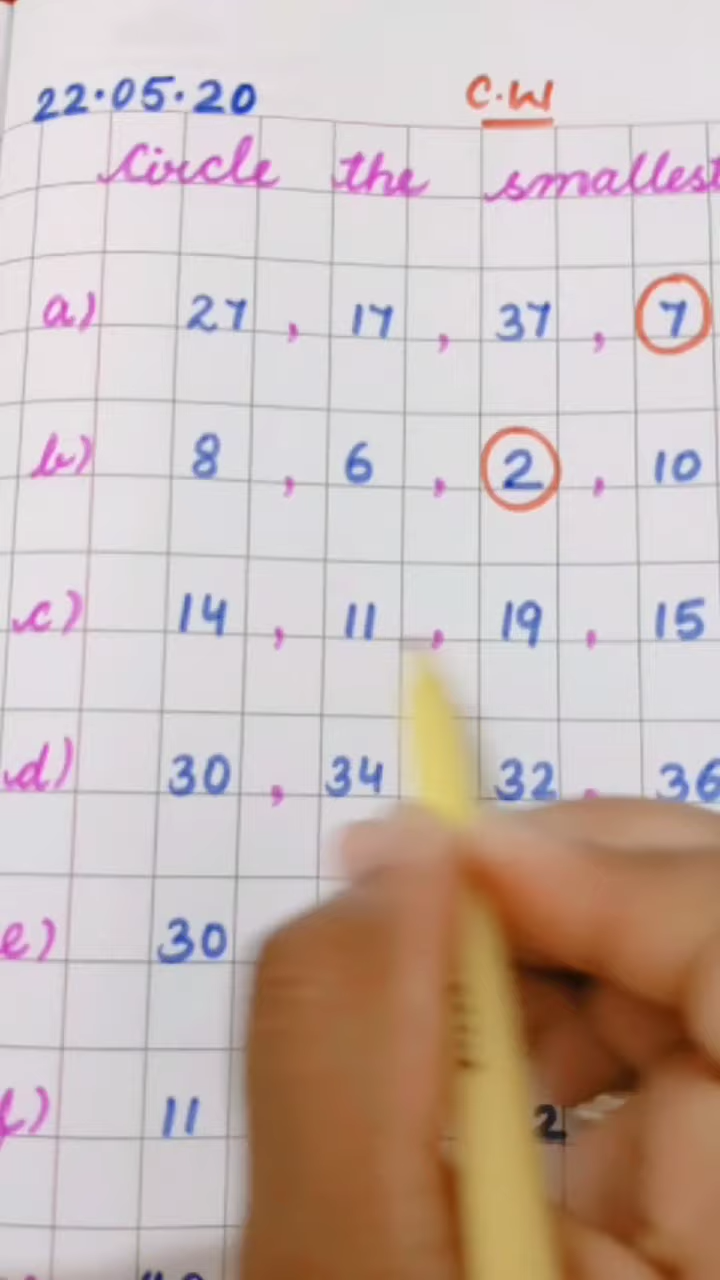 22.05.20 C.W
Circle the smallest
a) 27 , 17 , 37 , 7
b) 8 , 6 , 2 , 10
c) 14 , 11 , 19 , 15
d) 30 , 34 32 , 36
e) 30
f) 11 2